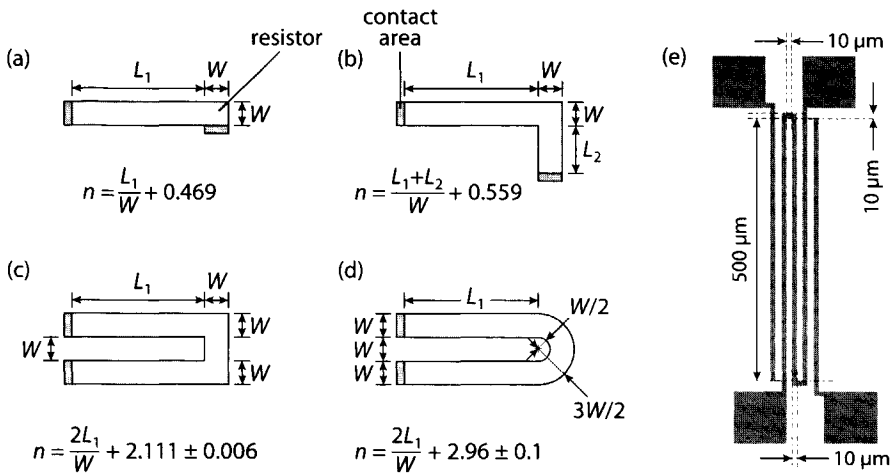 resistor
contact
area
(a)
L₁
W
W
n = L₁/W + 0.469
(b)
L₁
W
W
L₂
n = L₁+L₂/W + 0.559
(c)
L₁
W
W
W
W
n = 2L₁/W + 2.111 ± 0.006
(d)
L₁
W/2
W
W
W
3W/2
n = 2L₁/W + 2.96 ± 0.1
(e)
10 µm
10 µm
500 µm
10 µm